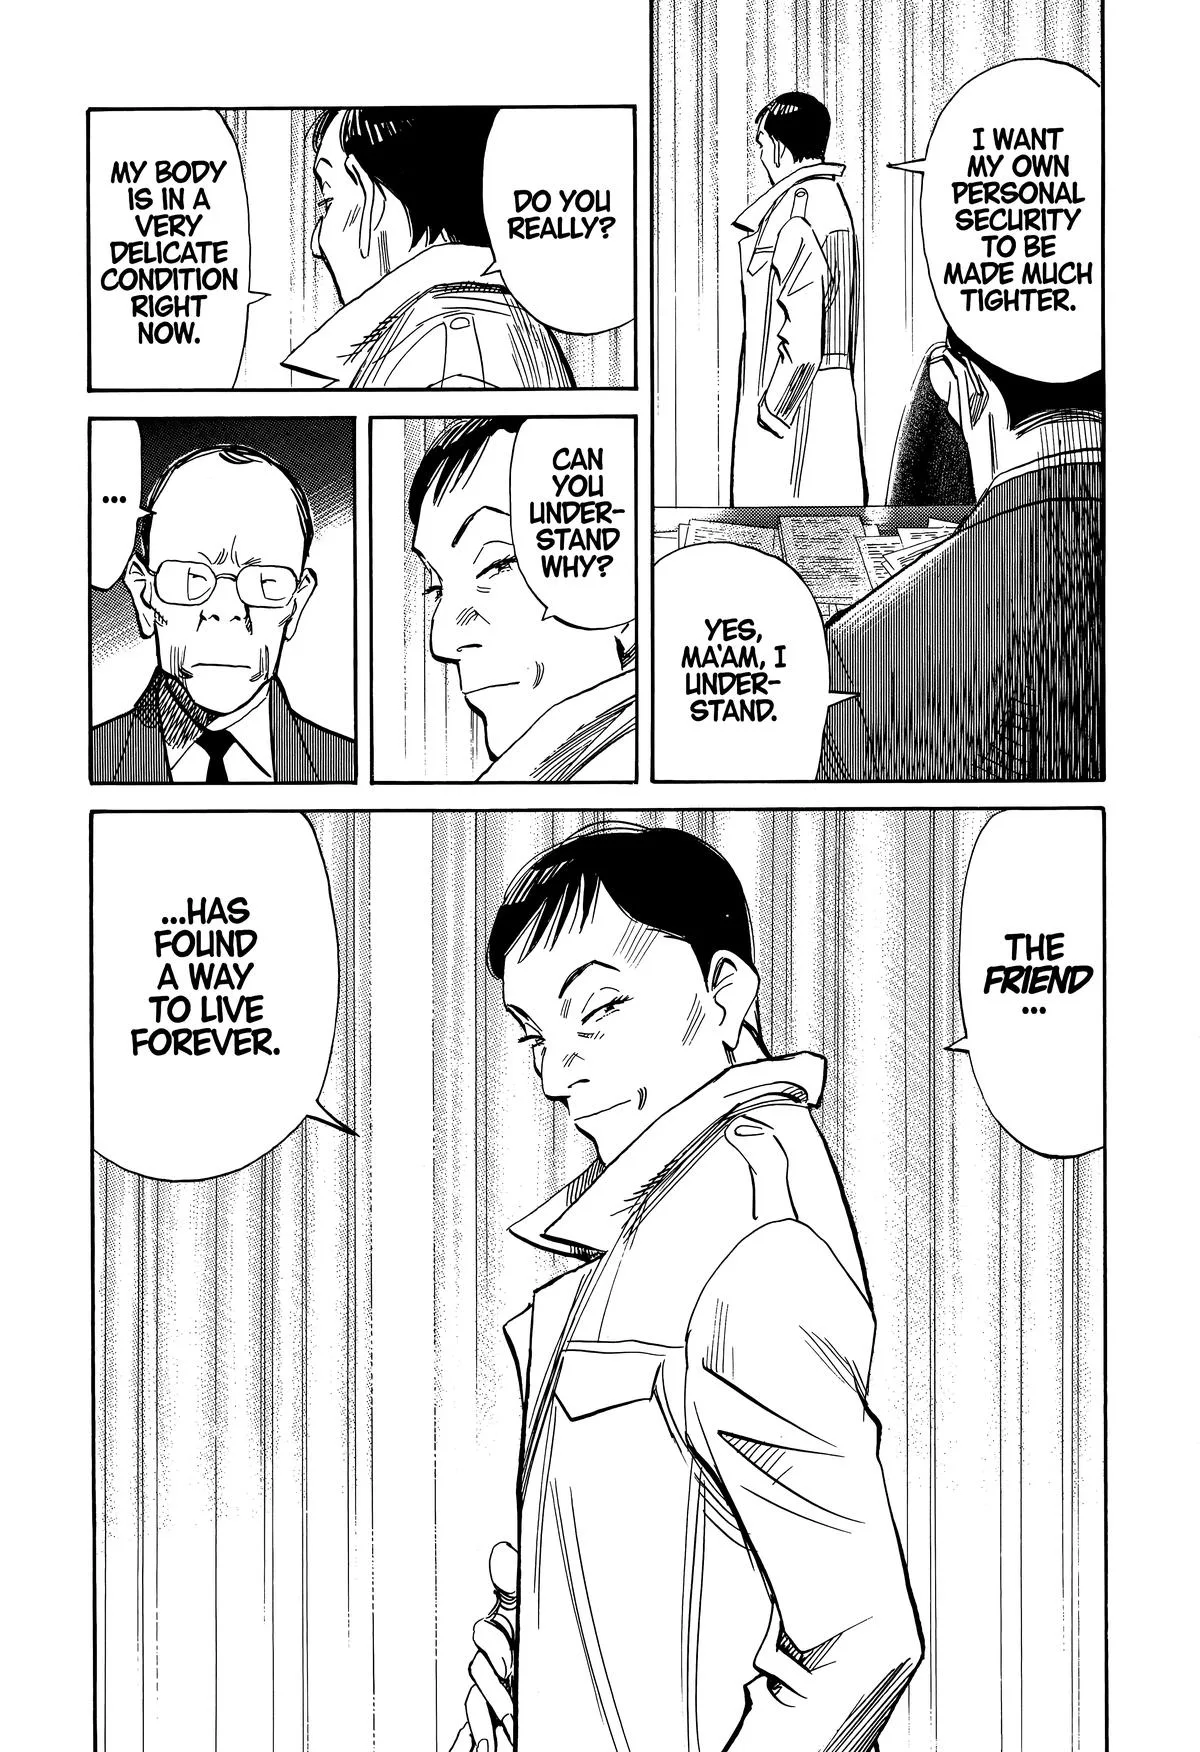 I WANT
MY OWN
PERSONAL
SECURITY
TO BE
MADE MUCH
TIGHTER.
YES,
MA'AM, I
UNDER-
STAND.
DO YOU
REALLY?
MY BODY
IS IN A
VERY
DELICATE
CONDITION
RIGHT
NOW.
CAN
YOU
UNDER-
STAND
WHY?
...
THE
FRIEND
...
...HAS
FOUND
A WAY
TO LIVE
FOREVER.